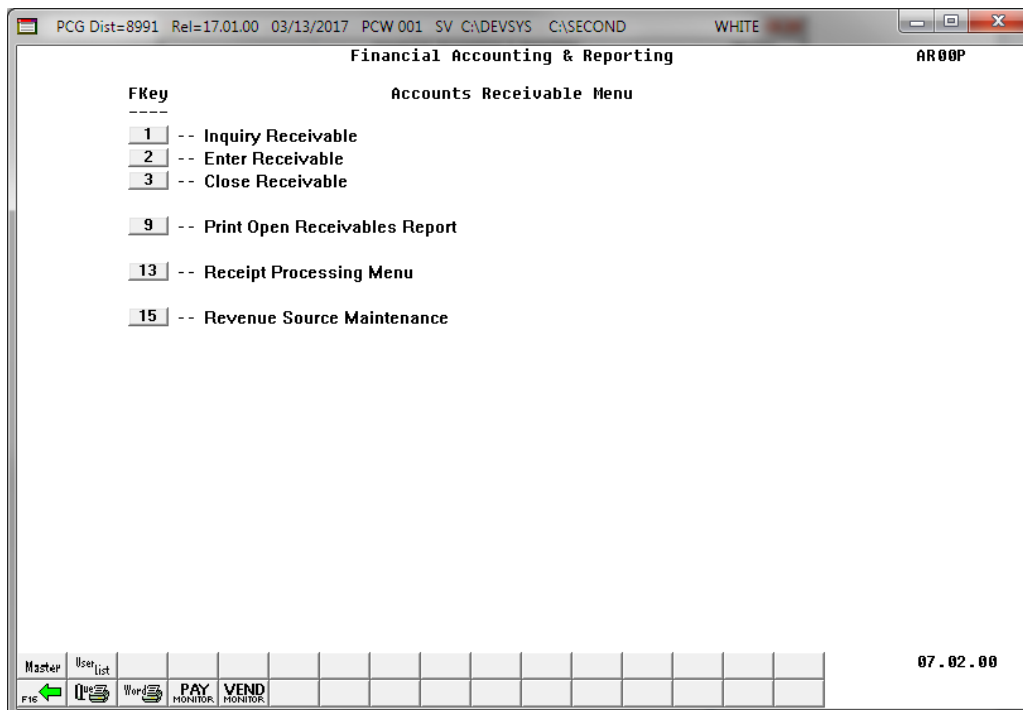 PCG Dist=8991 Rel=17.01.00 03/13/2017 PCW 001 SV C:\DEVSYS C:\SECOND WHITE
Financial Accounting & Reporting AR00P
FKey Accounts Receivable Menu
----
1 -- Inquiry Receivable
2 -- Enter Receivable
3 -- Close Receivable
9 -- Print Open Receivables Report
13 -- Receipt Processing Menu
15 -- Revenue Source Maintenance
Master User List 07.02.00
F16 Que Word PAY MONITOR VEND MONITOR